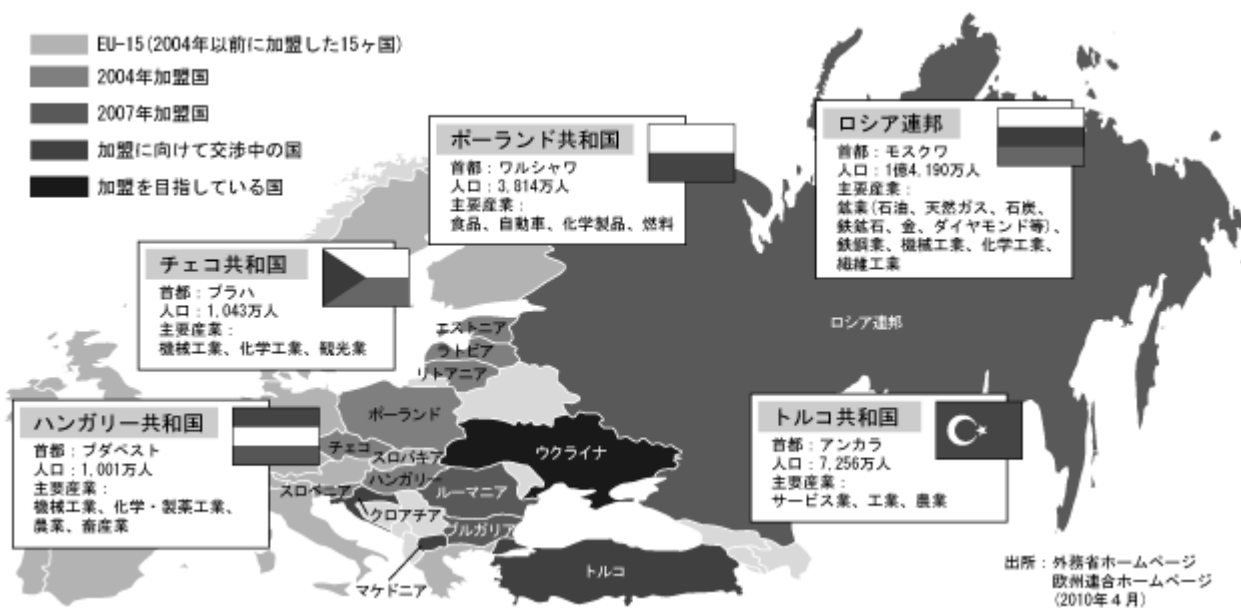 EU-15(2004年以前に加盟した15ヶ国)
2004年加盟国
2007年加盟国
加盟に向けて交渉中の国
加盟を目指している国
ポーランド共和国
首都：ワルシャワ
人口：3,814万人
主要産業：
食品、自動車、化学製品、燃料
ロシア連邦
首都：モスクワ
人口：1億4,190万人
主要産業：
鉱業(石油、天然ガス、石炭、
鉄鉱石、金、ダイヤモンド等)、
鉄鋼業、機械工業、化学工業、
繊維工業
チェコ共和国
首都：プラハ
人口：1,043万人
主要産業：
機械工業、化学工業、観光業
ハンガリー共和国
首都：ブダペスト
人口：1,001万人
主要産業：
機械工業、化学・製薬工業、
農業、畜産業
トルコ共和国
首都：アンカラ
人口：7,256万人
主要産業：
サービス業、工業、農業
ロシア連邦
エストニア
ラトビア
リトアニア
ポーランド
チェコ
スロバキア
ウクライナ
ハンガリー
スロベニア
ルーマニア
クロアチア
ブルガリア
マケドニア
トルコ
出所：外務省ホームページ
欧州連合ホームページ
(2010年4月)